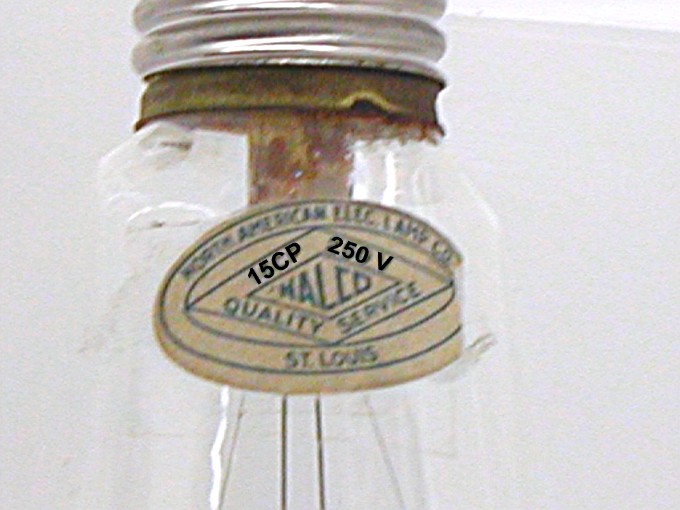 NORTH AMERICAN ELEC. LAMP CO.
15CP 250 V
NALCO
QUALITY SERVICE
ST. LOUIS